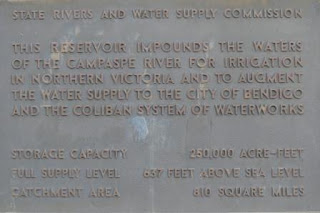 STATE RIVERS AND WATER SUPPLY COMMISSION
THIS RESERVOIR IMPOUNDS THE WATERS
OF THE CAMPASPE RIVER FOR IRRIGATION
IN NORTHERN VICTORIA AND TO AUGMENT
THE WATER SUPPLY TO THE CITY OF BENDIGO
AND THE COLIBAN SYSTEM OF WATERWORKS
STORAGE CAPACITY 250,000 ACRE-FEET
FULL SUPPLY LEVEL 637 FEET ABOVE SEA LEVEL
CATCHMENT AREA 810 SQUARE MILES